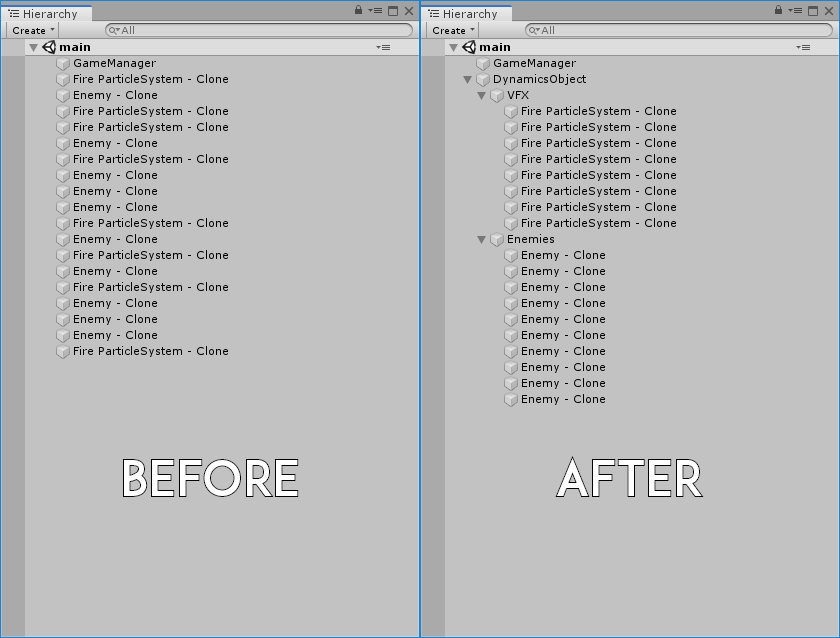 Hierarchy
Create
All
main
GameManager
Fire ParticleSystem - Clone
Enemy - Clone
Fire ParticleSystem - Clone
Fire ParticleSystem - Clone
Enemy - Clone
Fire ParticleSystem - Clone
Enemy - Clone
Enemy - Clone
Enemy - Clone
Fire ParticleSystem - Clone
Enemy - Clone
Fire ParticleSystem - Clone
Enemy - Clone
Fire ParticleSystem - Clone
Enemy - Clone
Enemy - Clone
Enemy - Clone
Fire ParticleSystem - Clone
BEFORE
Hierarchy
Create
All
main
GameManager
DynamicsObject
VFX
Fire ParticleSystem - Clone
Fire ParticleSystem - Clone
Fire ParticleSystem - Clone
Fire ParticleSystem - Clone
Fire ParticleSystem - Clone
Fire ParticleSystem - Clone
Fire ParticleSystem - Clone
Fire ParticleSystem - Clone
Enemies
Enemy - Clone
Enemy - Clone
Enemy - Clone
Enemy - Clone
Enemy - Clone
Enemy - Clone
Enemy - Clone
Enemy - Clone
Enemy - Clone
Enemy - Clone
AFTER